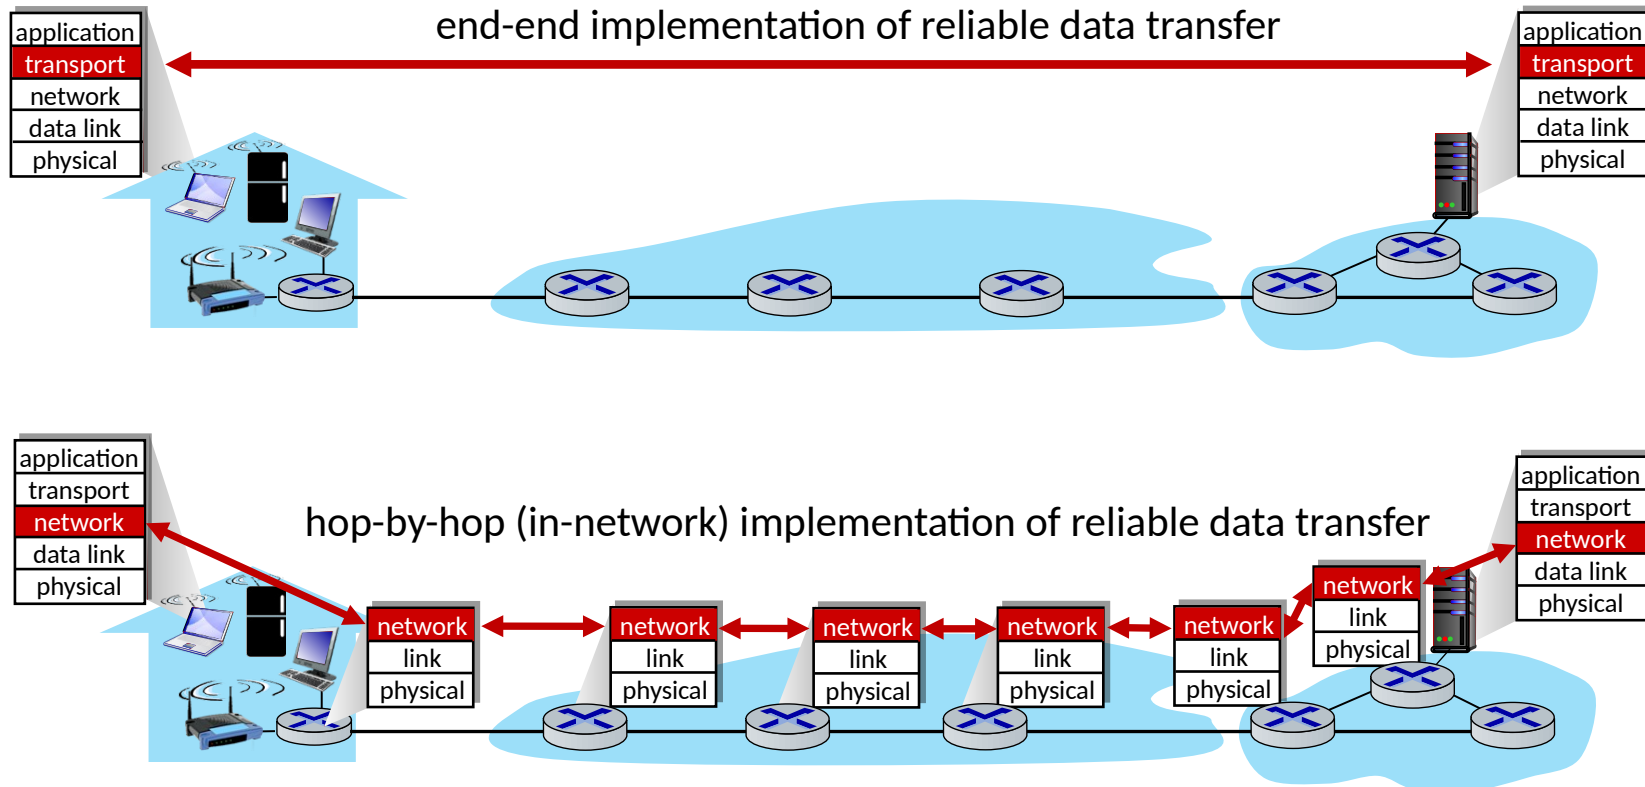 end-end implementation of reliable data transfer
application
transport
network
data link
physical
application
transport
network
data link
physical
hop-by-hop (in-network) implementation of reliable data transfer
application
transport
network
data link
physical
network
link
physical
network
link
physical
network
link
physical
network
link
physical
network
link
physical
network
link
physical
application
transport
network
data link
physical